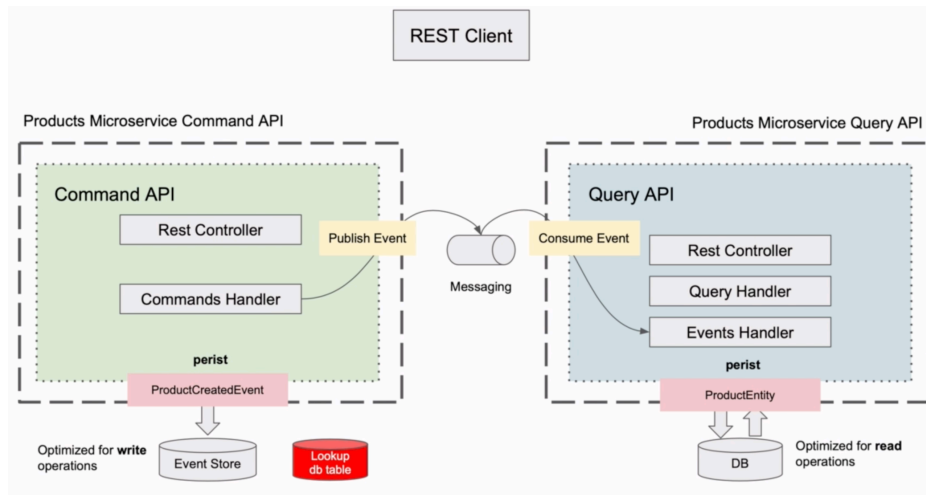 REST Client
Products Microservice Command API
Products Microservice Query API
Command API
Rest Controller
Commands Handler
Publish Event
Messaging
Consume Event
Query API
Rest Controller
Query Handler
Events Handler
perist
ProductCreatedEvent
Optimized for write
operations
Event Store
Lookup
db table
perist
ProductEntity
DB
Optimized for read
operations